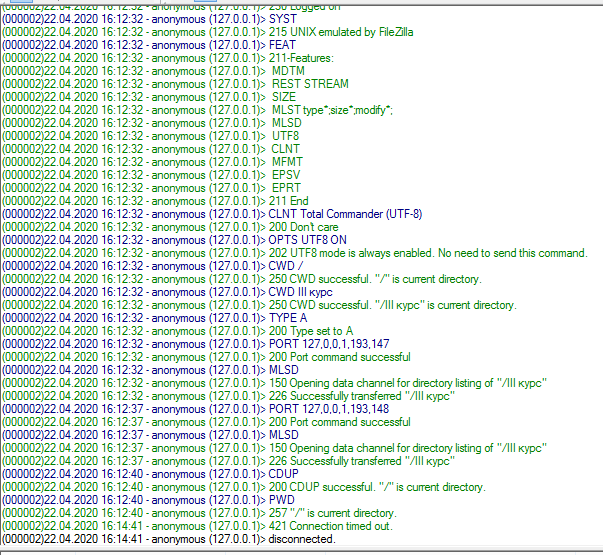 (000002)22.04.2020 16:12:32 - anonymous (127.0.0.1)> 230 Logged on
(000002)22.04.2020 16:12:32 - anonymous (127.0.0.1)> SYST
(000002)22.04.2020 16:12:32 - anonymous (127.0.0.1)> 215 UNIX emulated by FileZilla
(000002)22.04.2020 16:12:32 - anonymous (127.0.0.1)> FEAT
(000002)22.04.2020 16:12:32 - anonymous (127.0.0.1)> 211-Features:
(000002)22.04.2020 16:12:32 - anonymous (127.0.0.1)>  MDTM
(000002)22.04.2020 16:12:32 - anonymous (127.0.0.1)>  REST STREAM
(000002)22.04.2020 16:12:32 - anonymous (127.0.0.1)>  SIZE
(000002)22.04.2020 16:12:32 - anonymous (127.0.0.1)>  MLST type*;size*;modify*;
(000002)22.04.2020 16:12:32 - anonymous (127.0.0.1)>  MLSD
(000002)22.04.2020 16:12:32 - anonymous (127.0.0.1)>  UTF8
(000002)22.04.2020 16:12:32 - anonymous (127.0.0.1)>  CLNT
(000002)22.04.2020 16:12:32 - anonymous (127.0.0.1)>  MFMT
(000002)22.04.2020 16:12:32 - anonymous (127.0.0.1)>  EPSV
(000002)22.04.2020 16:12:32 - anonymous (127.0.0.1)>  EPRT
(000002)22.04.2020 16:12:32 - anonymous (127.0.0.1)> 211 End
(000002)22.04.2020 16:12:32 - anonymous (127.0.0.1)> CLNT Total Commander (UTF-8)
(000002)22.04.2020 16:12:32 - anonymous (127.0.0.1)> 200 Don't care
(000002)22.04.2020 16:12:32 - anonymous (127.0.0.1)> OPTS UTF8 ON
(000002)22.04.2020 16:12:32 - anonymous (127.0.0.1)> 202 UTF8 mode is always enabled. No need to send this command.
(000002)22.04.2020 16:12:32 - anonymous (127.0.0.1)> CWD /
(000002)22.04.2020 16:12:32 - anonymous (127.0.0.1)> 250 CWD successful. "/" is current directory.
(000002)22.04.2020 16:12:32 - anonymous (127.0.0.1)> CWD III курс
(000002)22.04.2020 16:12:32 - anonymous (127.0.0.1)> 250 CWD successful. "/III курс" is current directory.
(000002)22.04.2020 16:12:32 - anonymous (127.0.0.1)> TYPE A
(000002)22.04.2020 16:12:32 - anonymous (127.0.0.1)> 200 Type set to A
(000002)22.04.2020 16:12:32 - anonymous (127.0.0.1)> PORT 127,0,0,1,193,147
(000002)22.04.2020 16:12:32 - anonymous (127.0.0.1)> 200 Port command successful
(000002)22.04.2020 16:12:32 - anonymous (127.0.0.1)> MLSD
(000002)22.04.2020 16:12:32 - anonymous (127.0.0.1)> 150 Opening data channel for directory listing of "/III курс"
(000002)22.04.2020 16:12:32 - anonymous (127.0.0.1)> 226 Successfully transferred "/III курс"
(000002)22.04.2020 16:12:37 - anonymous (127.0.0.1)> PORT 127,0,0,1,193,148
(000002)22.04.2020 16:12:37 - anonymous (127.0.0.1)> 200 Port command successful
(000002)22.04.2020 16:12:37 - anonymous (127.0.0.1)> MLSD
(000002)22.04.2020 16:12:37 - anonymous (127.0.0.1)> 150 Opening data channel for directory listing of "/III курс"
(000002)22.04.2020 16:12:37 - anonymous (127.0.0.1)> 226 Successfully transferred "/III курс"
(000002)22.04.2020 16:12:40 - anonymous (127.0.0.1)> CDUP
(000002)22.04.2020 16:12:40 - anonymous (127.0.0.1)> 200 CDUP successful. "/" is current directory.
(000002)22.04.2020 16:12:40 - anonymous (127.0.0.1)> PWD
(000002)22.04.2020 16:12:40 - anonymous (127.0.0.1)> 257 "/" is current directory.
(000002)22.04.2020 16:14:41 - anonymous (127.0.0.1)> 421 Connection timed out.
(000002)22.04.2020 16:14:41 - anonymous (127.0.0.1)> disconnected.